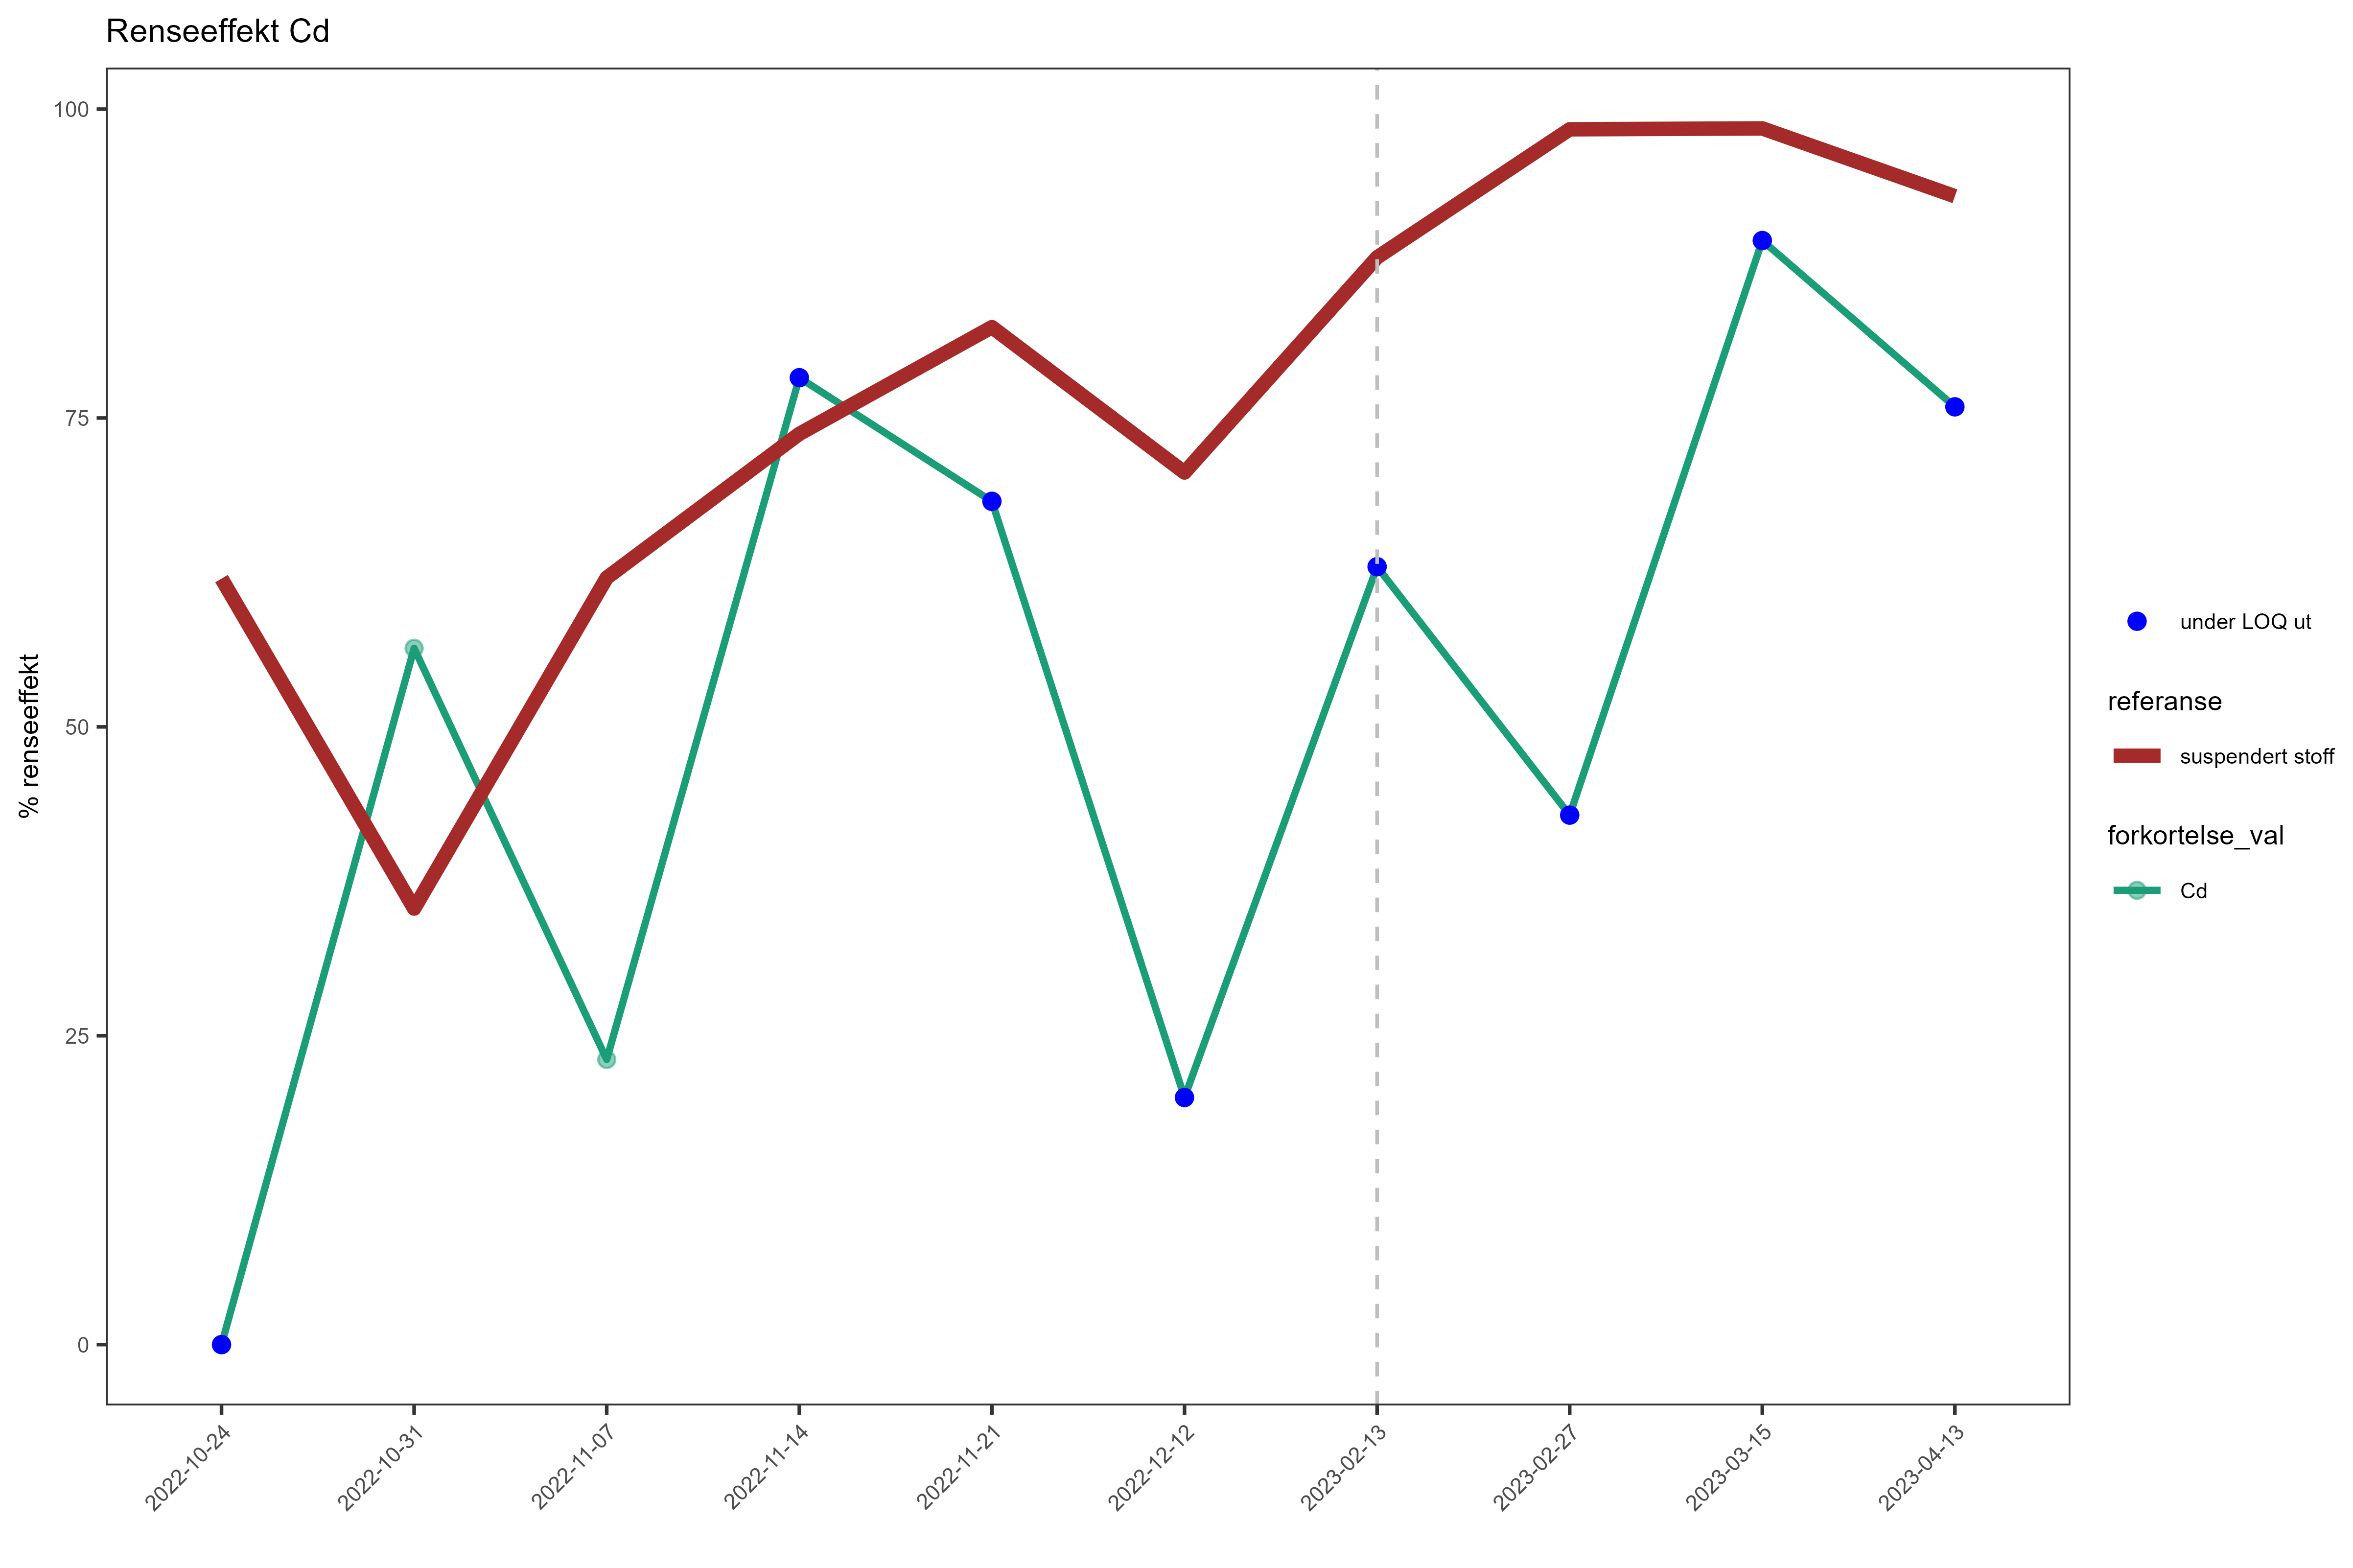 Renseeffekt Cd
% renseeffekt
100
75
50
25
0
2022-10-24
2022-10-31
2022-11-07
2022-11-14
2022-11-21
2022-12-12
2023-02-13
2023-02-27
2023-03-15
2023-04-13
under LOQ ut
referanse
suspendert stoff
forkortelse_val
Cd